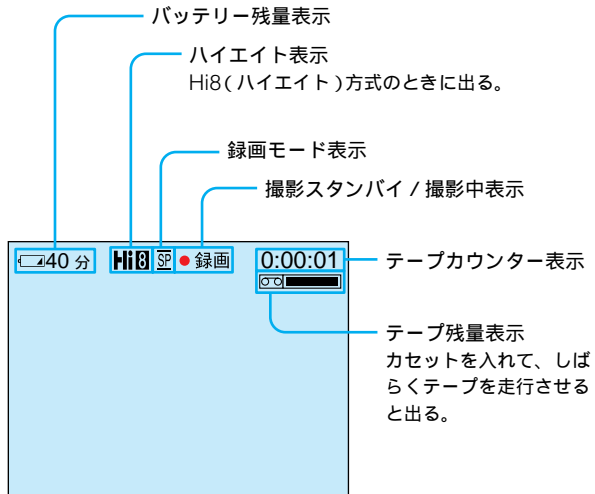 バッテリー残量表示
ハイエイト表示
Hi8(ハイエイト)方式のときに出る。
録画モード表示
撮影スタンバイ / 撮影中表示
40 分 Hi8 SP ●録画 0:00:01
テープカウンター表示
テープ残量表示
カセットを入れて、しば
らくテープを走行させる
と出る。